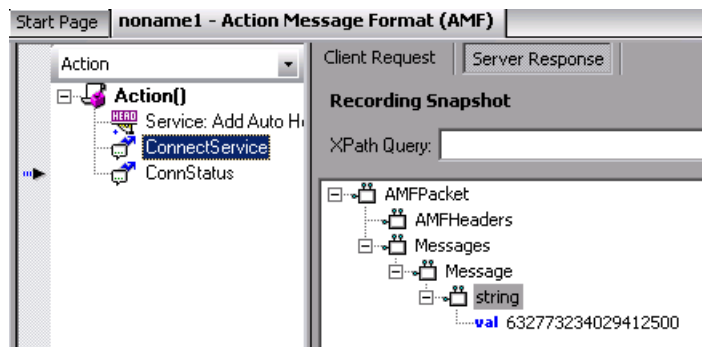 Start Page noname1 - Action Message Format (AMF)
Action
Action()
HEAD
Service: Add Auto H
ConnectService
ConnStatus
Client Request Server Response
Recording Snapshot
XPath Query:
AMFPacket
AMFHeaders
Messages
Message
string
val 632773234029412500